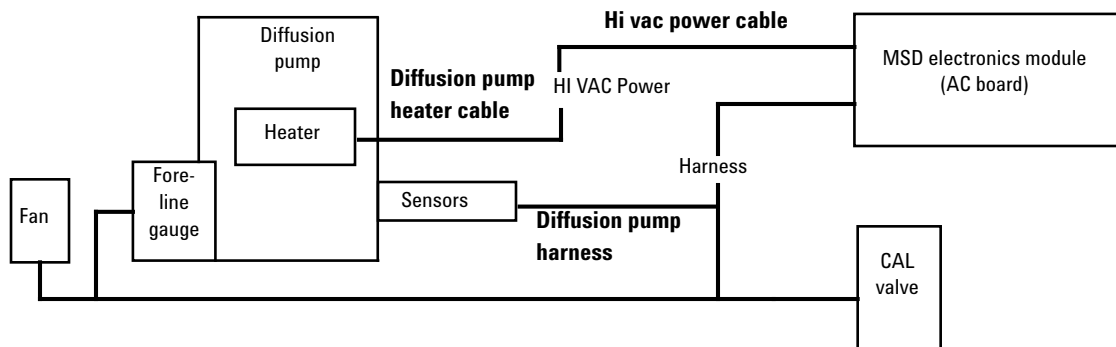 Hi vac power cable
Diffusion
pump
MSD electronics module
(AC board)
Diffusion pump
heater cable
HI VAC Power
Heater
Harness
Fore-
line
gauge
Fan
Sensors
Diffusion pump
harness
CAL
valve